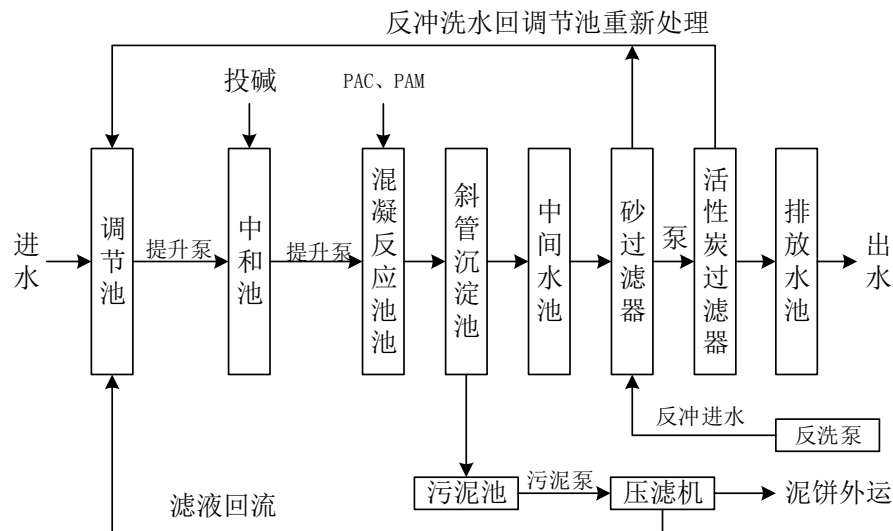 反冲洗水回调节池重新处理
投碱
PAC、PAM
进水
调节池
提升泵
中和池
提升泵
混凝反应池池
斜管沉淀池
中间水池
砂过滤器
泵
活性炭过滤器
排放水池
出水
反冲进水
反洗泵
污泥池
污泥泵
压滤机
泥饼外运
滤液回流